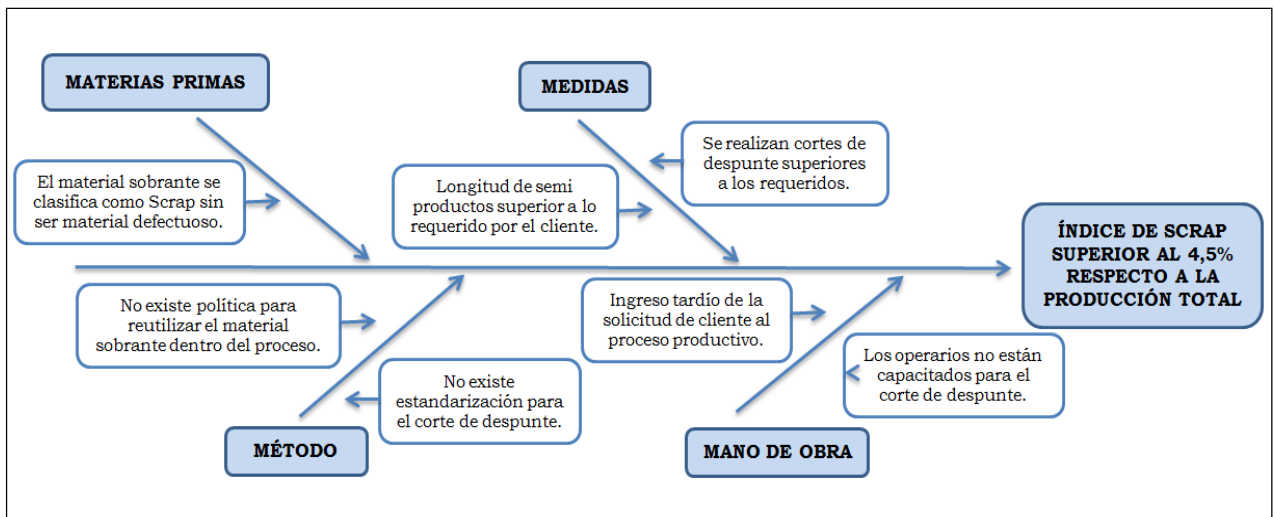 MATERIAS PRIMAS
MEDIDAS
Se realizan cortes de
despunte superiores
a los requeridos.
El material sobrante se
clasifica como Scrap sin
ser material defectuoso.
Longitud de semi
productos superior a lo
requerido por el cliente.
ÍNDICE DE SCRAP
SUPERIOR AL 4,5%
RESPECTO A LA
PRODUCCIÓN TOTAL
No existe política para
reutilizar el material
sobrante dentro del proceso.
Ingreso tardío de la
solicitud de cliente al
proceso productivo.
No existe
estandarización para
el corte de despunte.
Los operarios no están
capacitados para el
corte de despunte.
MÉTODO
MANO DE OBRA